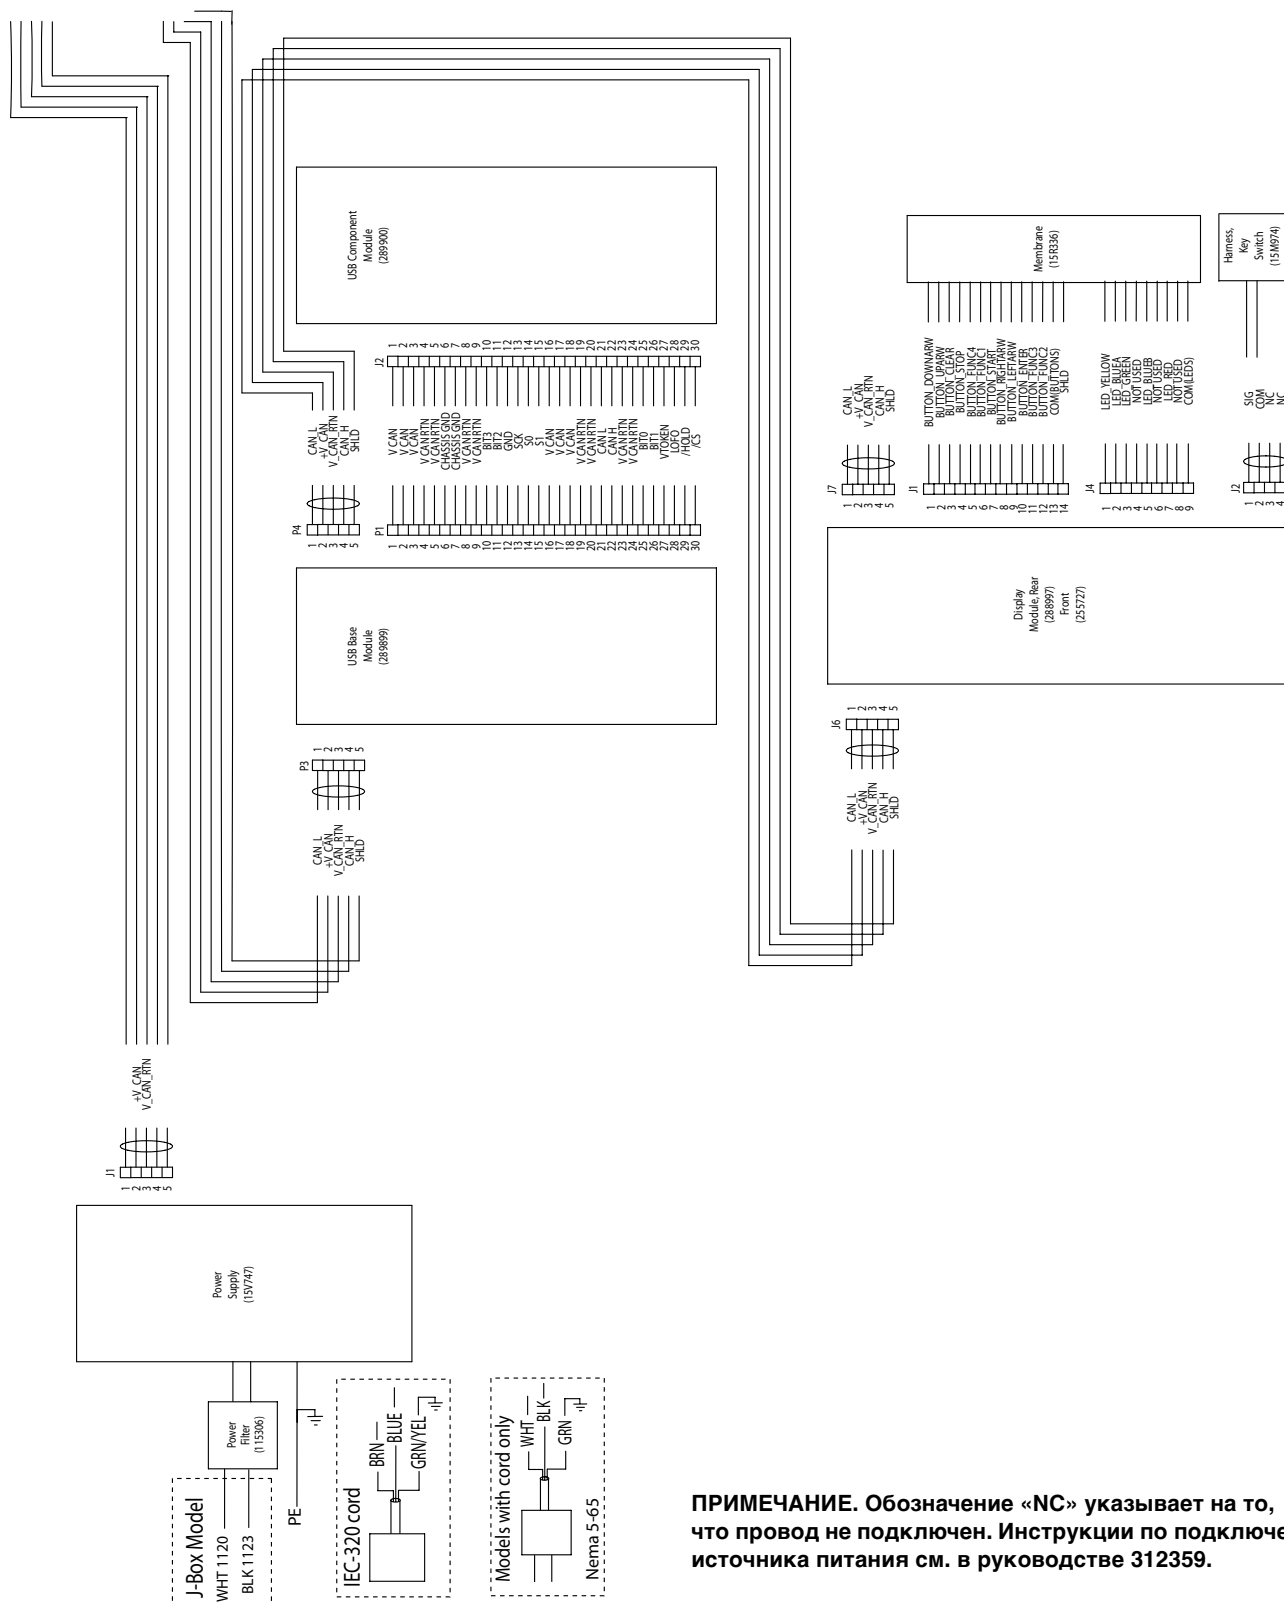 USB Component
Module
(289900)
Membrane
(15R336)
Harness,
Key
Switch
(15M974)
J2
1
2
3
4
5
6
7
8
9
10
11
12
13
14
15
16
17
18
19
20
21
22
23
24
25
26
27
28
29
30
CAN_L
+V_CAN
V_CAN_RTN
CAN_H
SHLD
V CAN
V CAN
V CAN
V CAN RTN
V CAN RTN
CHASSIS GND
CHASSIS GND
V CAN RTN
V CAN RTN
BIT3
BIT2
GND
SCK
S0
S1
V CAN
V CAN
V CAN
V CAN RTN
V CAN RTN
CAN L
CAN H
V CAN RTN
V CAN RTN
BIT0
BIT1
VTOKEN
LOFO
/HOLD
/CS
P4
1
2
3
4
5
P1
1
2
3
4
5
6
7
8
9
10
11
12
13
14
15
16
17
18
19
20
21
22
23
24
25
26
27
28
29
30
CAN_L
+V_CAN
V_CAN_RTN
CAN_H
SHLD
BUTTON_DOWNARW
BUTTON_UPARW
BUTTON_CLEAR
BUTTON_STOP
BUTTON_FUNC4
BUTTON_FUNC1
BUTTON_START
BUTTON_RIGHTARW
BUTTON_LEFTARW
BUTTON_ENTER
BUTTON_FUNC3
BUTTON_FUNC2
COM(BUTTONS)
SHLD
LED_YELLOW
LED_BLUEA
LED_GREEN
NOT USED
LED_BLUEB
NOT USED
LED_RED
NOT USED
COM(LEDS)
SIG
COM
NC
NC
J7
1
2
3
4
5
J1
1
2
3
4
5
6
7
8
9
10
11
12
13
14
J4
1
2
3
4
5
6
7
8
9
J2
1
2
3
4
USB Base
Module
(289899)
Display
Module, Rear
(288997)
Front
(255727)
P3
1
2
3
4
5
CAN_L
+V_CAN
V_CAN_RTN
CAN_H
SHLD
J6
1
2
3
4
5
CAN_L
+V_CAN
V_CAN_RTN
CAN_H
SHLD
+V_CAN
V_CAN_RTN
J1
1
2
3
4
5
Power
Supply
(15V747)
Power
Filter
(115306)
J-Box Model
WHT 1120
BLK 1123
PE
IEC-320 cord
BRN
BLUE
GRN/YEL
Models with cord only
WHT
BLK
GRN
Nema 5-65
ПРИМЕЧАНИЕ. Обозначение «NC» указывает на то,
что провод не подключен. Инструкции по подключе
источника питания см. в руководстве 312359.